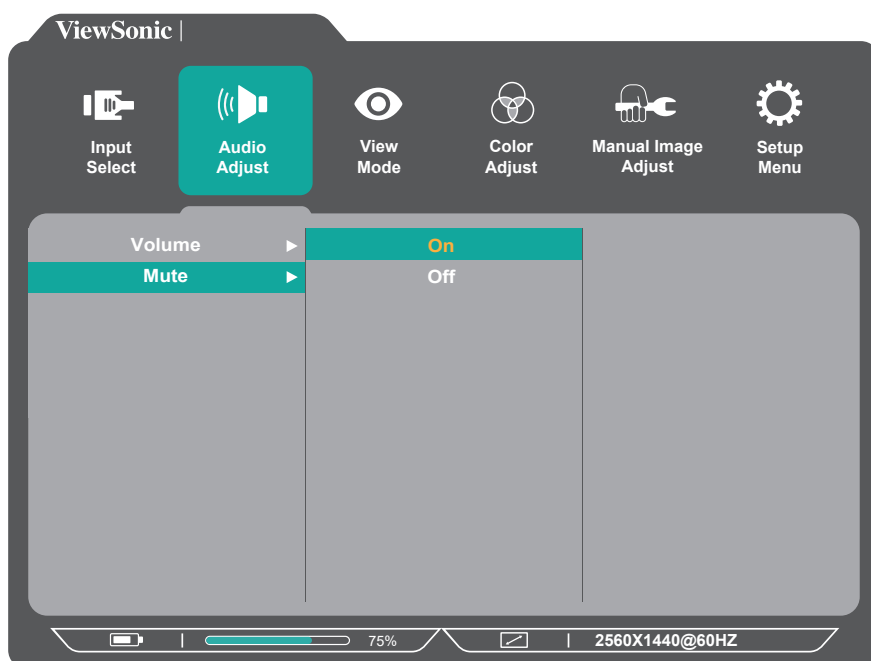 ViewSonic
Input Select
Audio Adjust
View Mode
Color Adjust
Manual Image Adjust
Setup Menu
Volume
On
Mute
Off
75%
2560X1440@60HZ